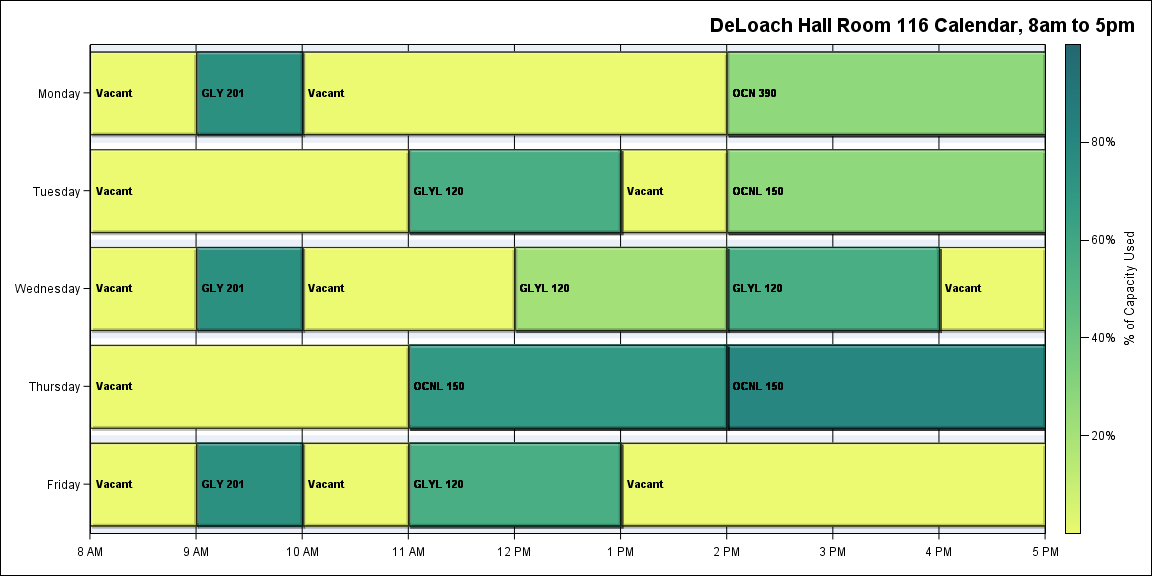 DeLoach Hall Room 116 Calendar, 8am to 5pm
Monday
Vacant
GLY 201
Vacant
OCN 390
Tuesday
Vacant
GLYL 120
Vacant
OCNL 150
Wednesday
Vacant
GLY 201
Vacant
GLYL 120
GLYL 120
Vacant
Thursday
Vacant
OCNL 150
OCNL 150
Friday
Vacant
GLY 201
Vacant
GLYL 120
Vacant
8 AM
9 AM
10 AM
11 AM
12 PM
1 PM
2 PM
3 PM
4 PM
5 PM
80%
60%
40%
20%
% of Capacity Used